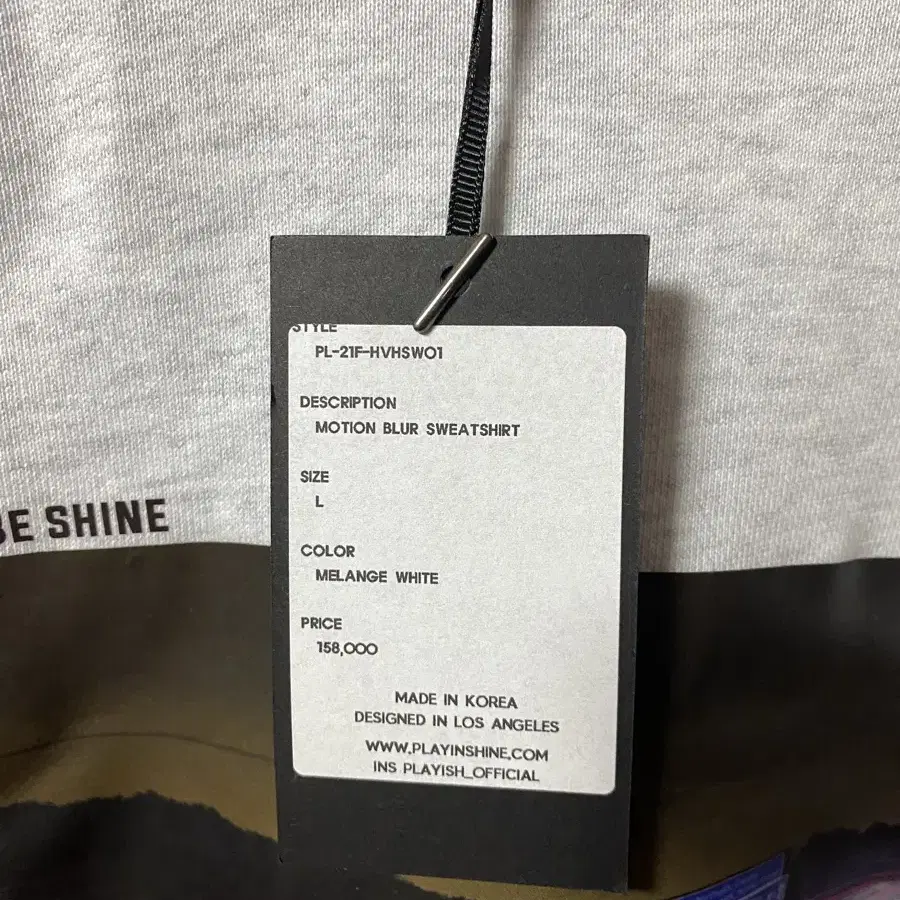 STYLE
PL-21F-HVHSW01
DESCRIPTION
MOTION BLUR SWEATSHIRT
SIZE
L
BE SHINE
COLOR
MELANGE WHITE
PRICE
158,000
MADE IN KOREA
DESIGNED IN LOS ANGELES
WWW.PLAYINSHINE.COM
INS PLAYISH_OFFICIAL